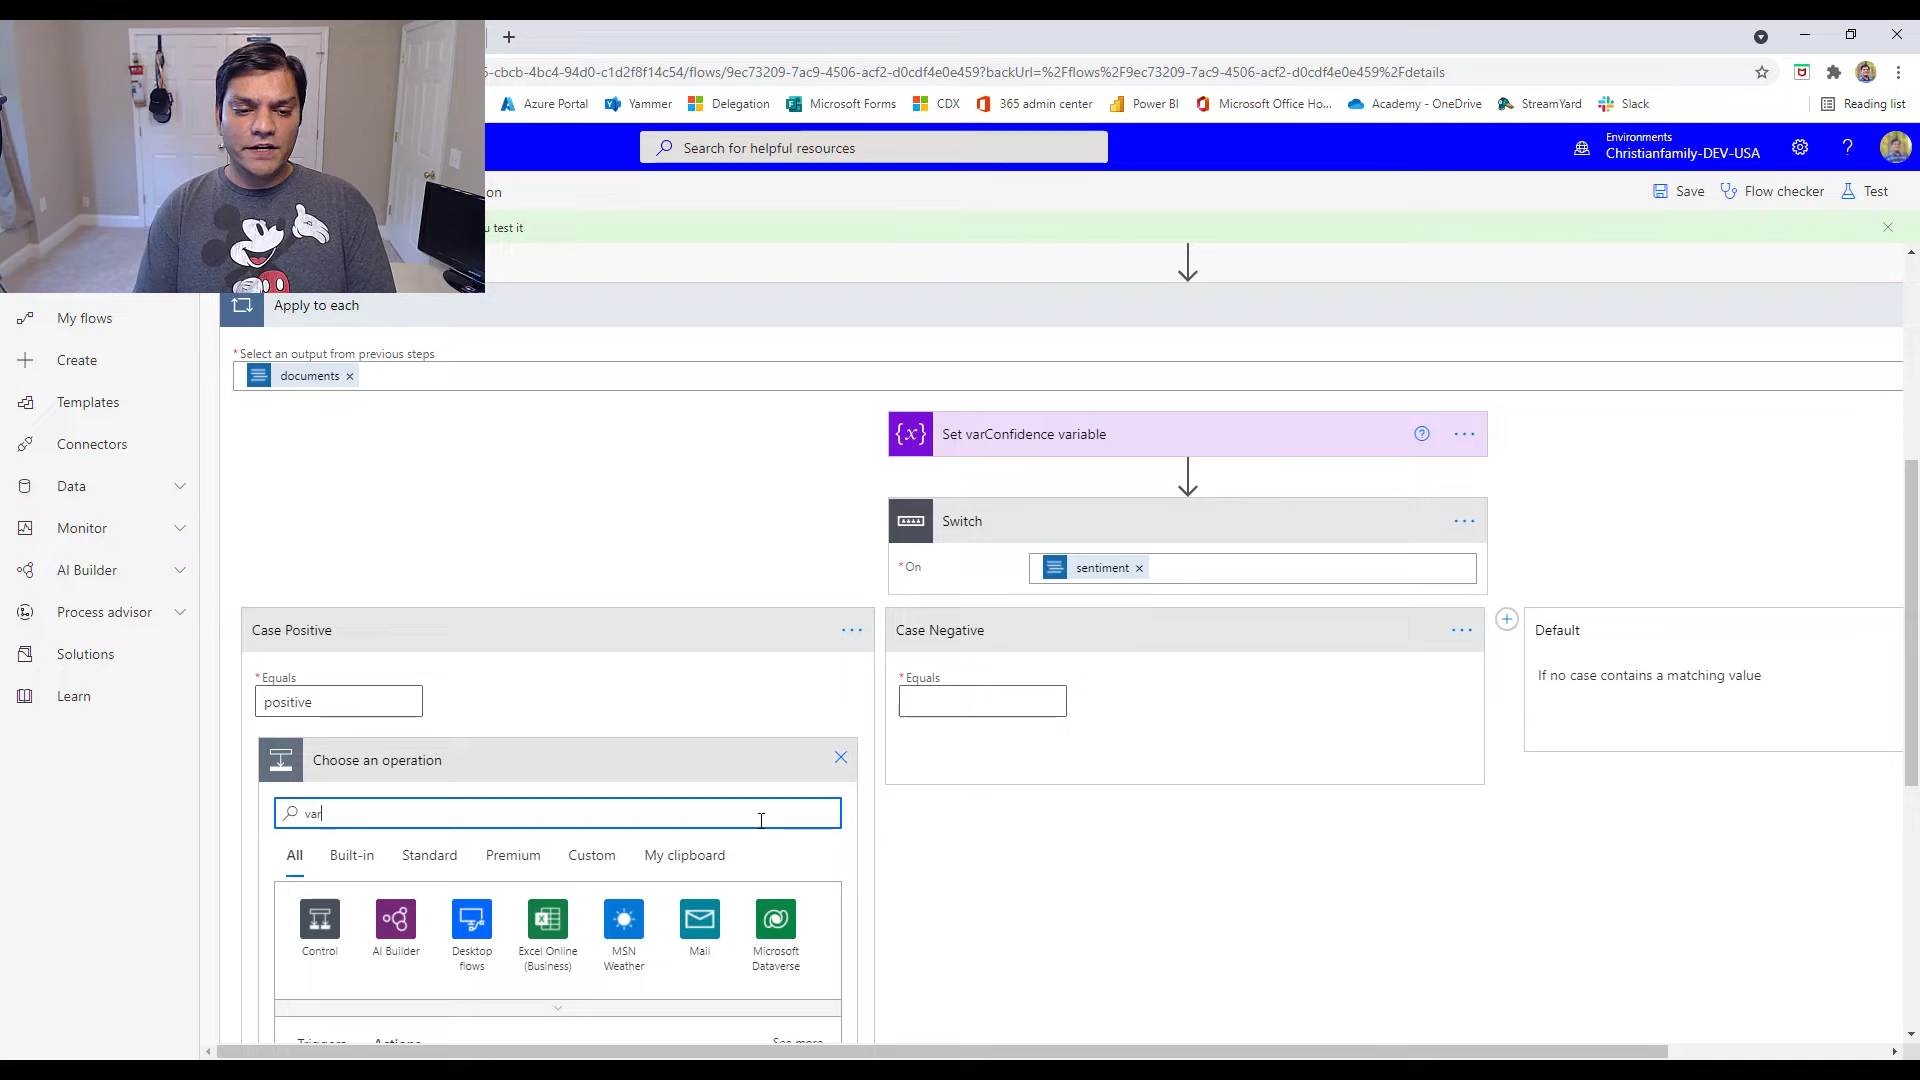 5-cbcb-4bc4-94d0-c1d2f8f14c54/flows/9ec73209-7ac9-4506-acf2-d0cdf4e0e459?backUrl=%2Fflows%2F9ec73209-7ac9-4506-acf2-d0cdf4e0e459%2Fdetails
Azure Portal
Yammer
Delegation
Microsoft Forms
CDX
365 admin center
Power BI
Microsoft Office Ho...
Academy - OneDrive
StreamYard
Slack
Reading list
Search for helpful resources
Environments
Christianfamily-DEV-USA
on
Save
Flow checker
Test
u test it
My flows
Create
Templates
Connectors
Data
Monitor
AI Builder
Process advisor
Solutions
Learn
Apply to each
*Select an output from previous steps
documents
{x} Set varConfidence variable
Switch
*On
sentiment
Case Positive
*Equals
positive
Case Negative
*Equals
Default
If no case contains a matching value
Choose an operation
var
All
Built-in
Standard
Premium
Custom
My clipboard
Control
AI Builder
Desktop
flows
Excel Online
(Business)
MSN
Weather
Mail
Microsoft
Dataverse
Triggers
Actions
See more